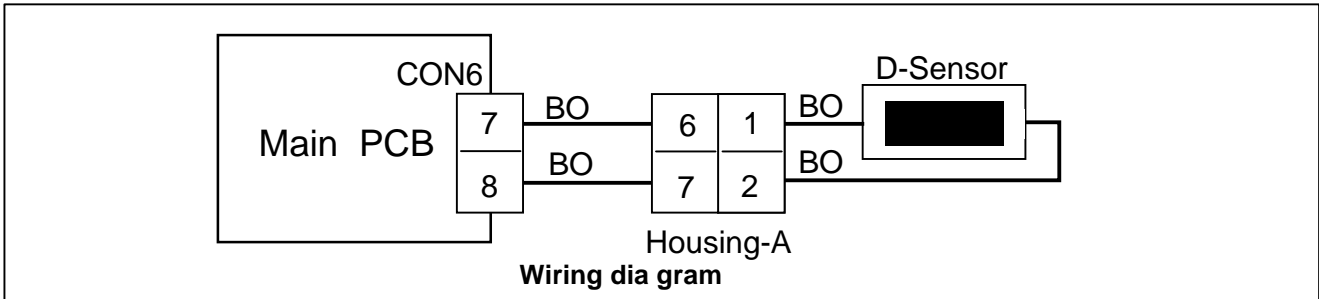 D-Sensor
CON6
7 BO 6 1 BO
Main PCB
8 BO 7 2 BO
Housing-A
Wiring dia gram